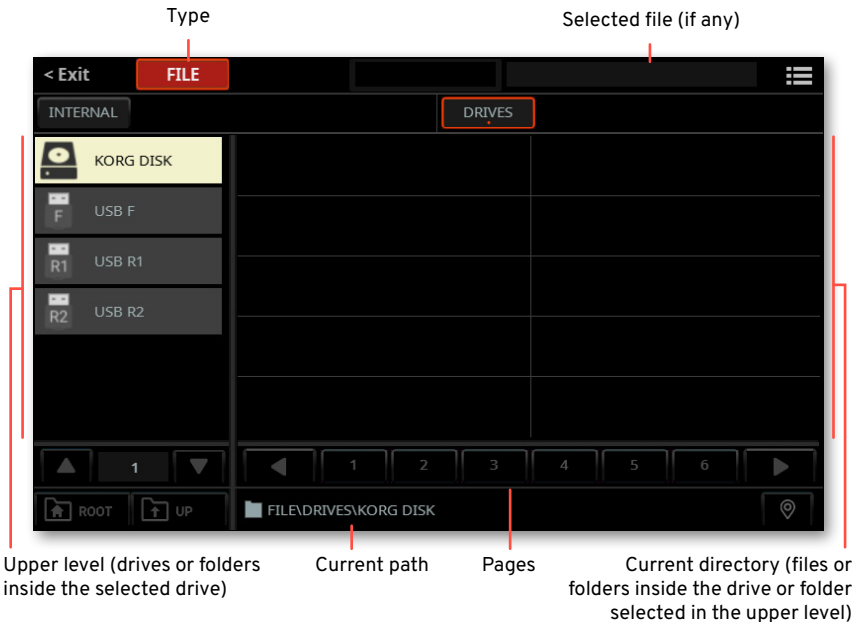 Type
Selected file (if any)
< Exit
FILE
INTERNAL
DRIVES
KORG DISK
F
USB F
R1
USB R1
R2
USB R2
1
1
2
3
4
5
6
ROOT
UP
FILE\DRIVES\KORG DISK
Upper level (drives or folders
inside the selected drive)
Current path
Pages
Current directory (files or
folders inside the drive or folder
selected in the upper level)